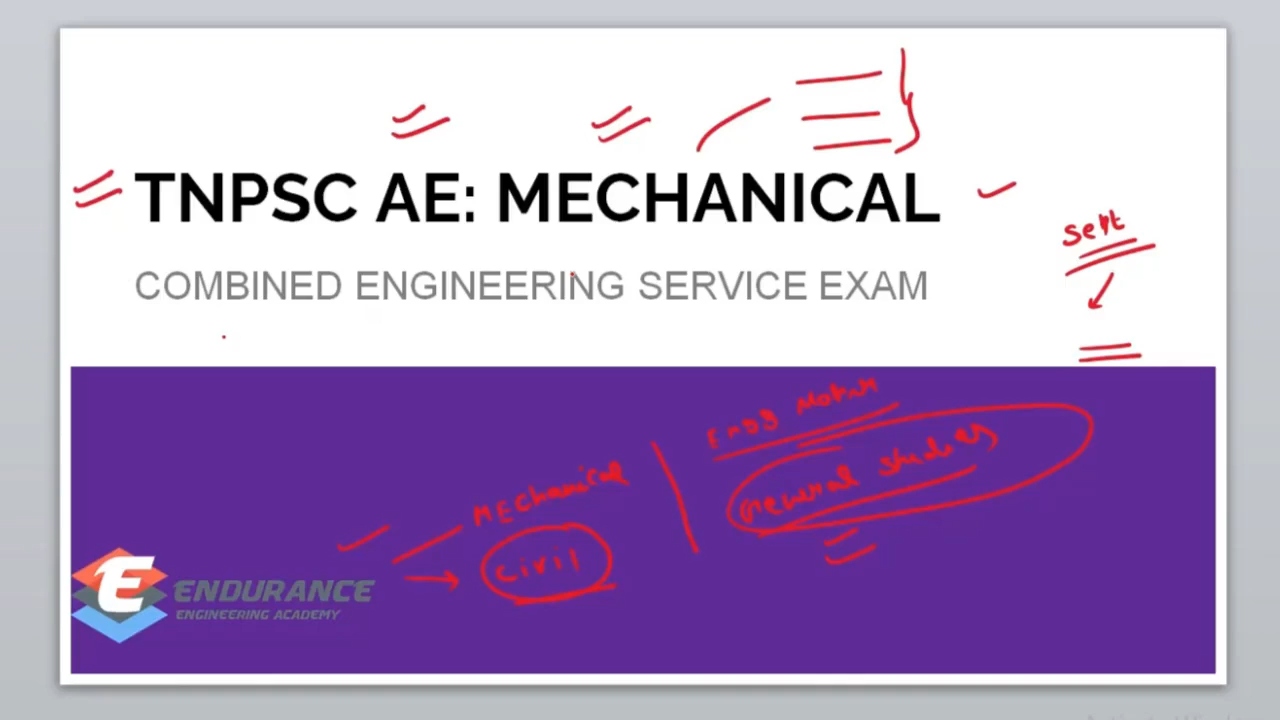 TNPSC AE: MECHANICAL
Sept
COMBINED ENGINEERING SERVICE EXAM
Mechanical
General studies
Civil
ENDURANCE
ENGINEERING ACADEMY